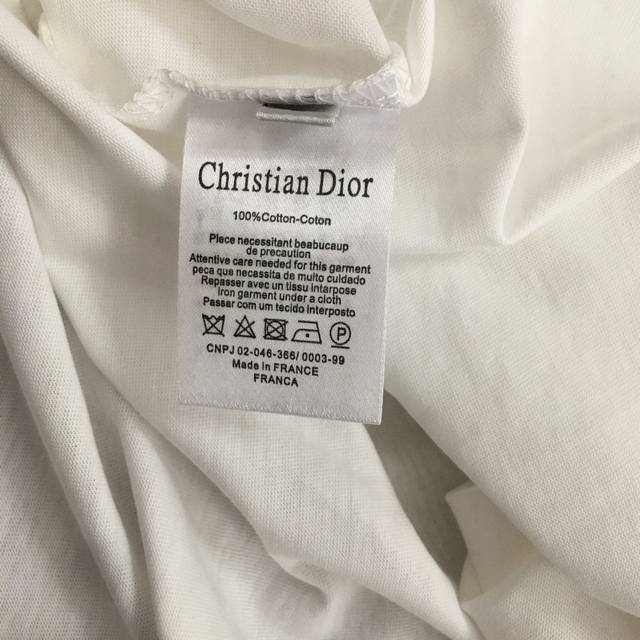 Christian Dior
100%Cotton-Coton
Piece necessitant beabucaup
de precaution
Attentive care needed for this garment
peca que necassita de muito culdado
Repasser avec un tissu interpose
Iron garment under a cloth
Passar com um tecido interposto
P
CNPJ 02-046-366/0003-99
Made In FRANCE
FRANCA